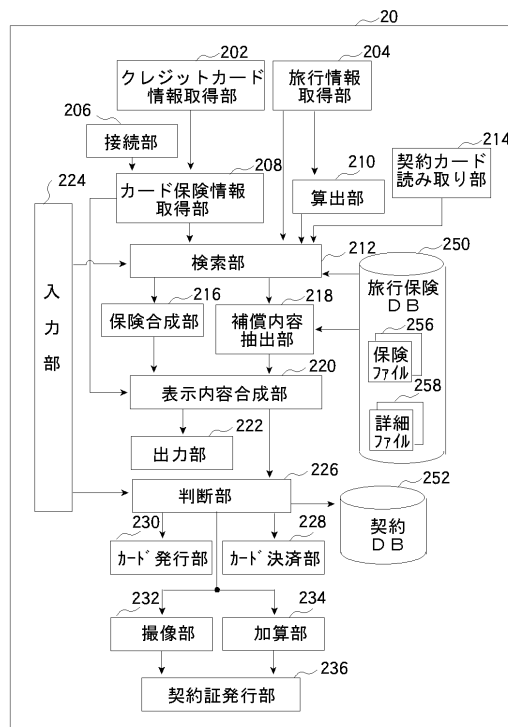 20
202
クレジットカード
情報取得部
204
旅行情報
取得部
206
接続部
208
カード保険情報
取得部
210
算出部
214
契約カード
読み取り部
224
入力部
212
検索部
250
旅行保険
DB
256
保険
ファイル
258
詳細
ファイル
216
保険合成部
218
補償内容
抽出部
220
表示内容合成部
222
出力部
226
判断部
252
契約
DB
230
カード発行部
228
カード決済部
232
撮像部
234
加算部
236
契約証発行部